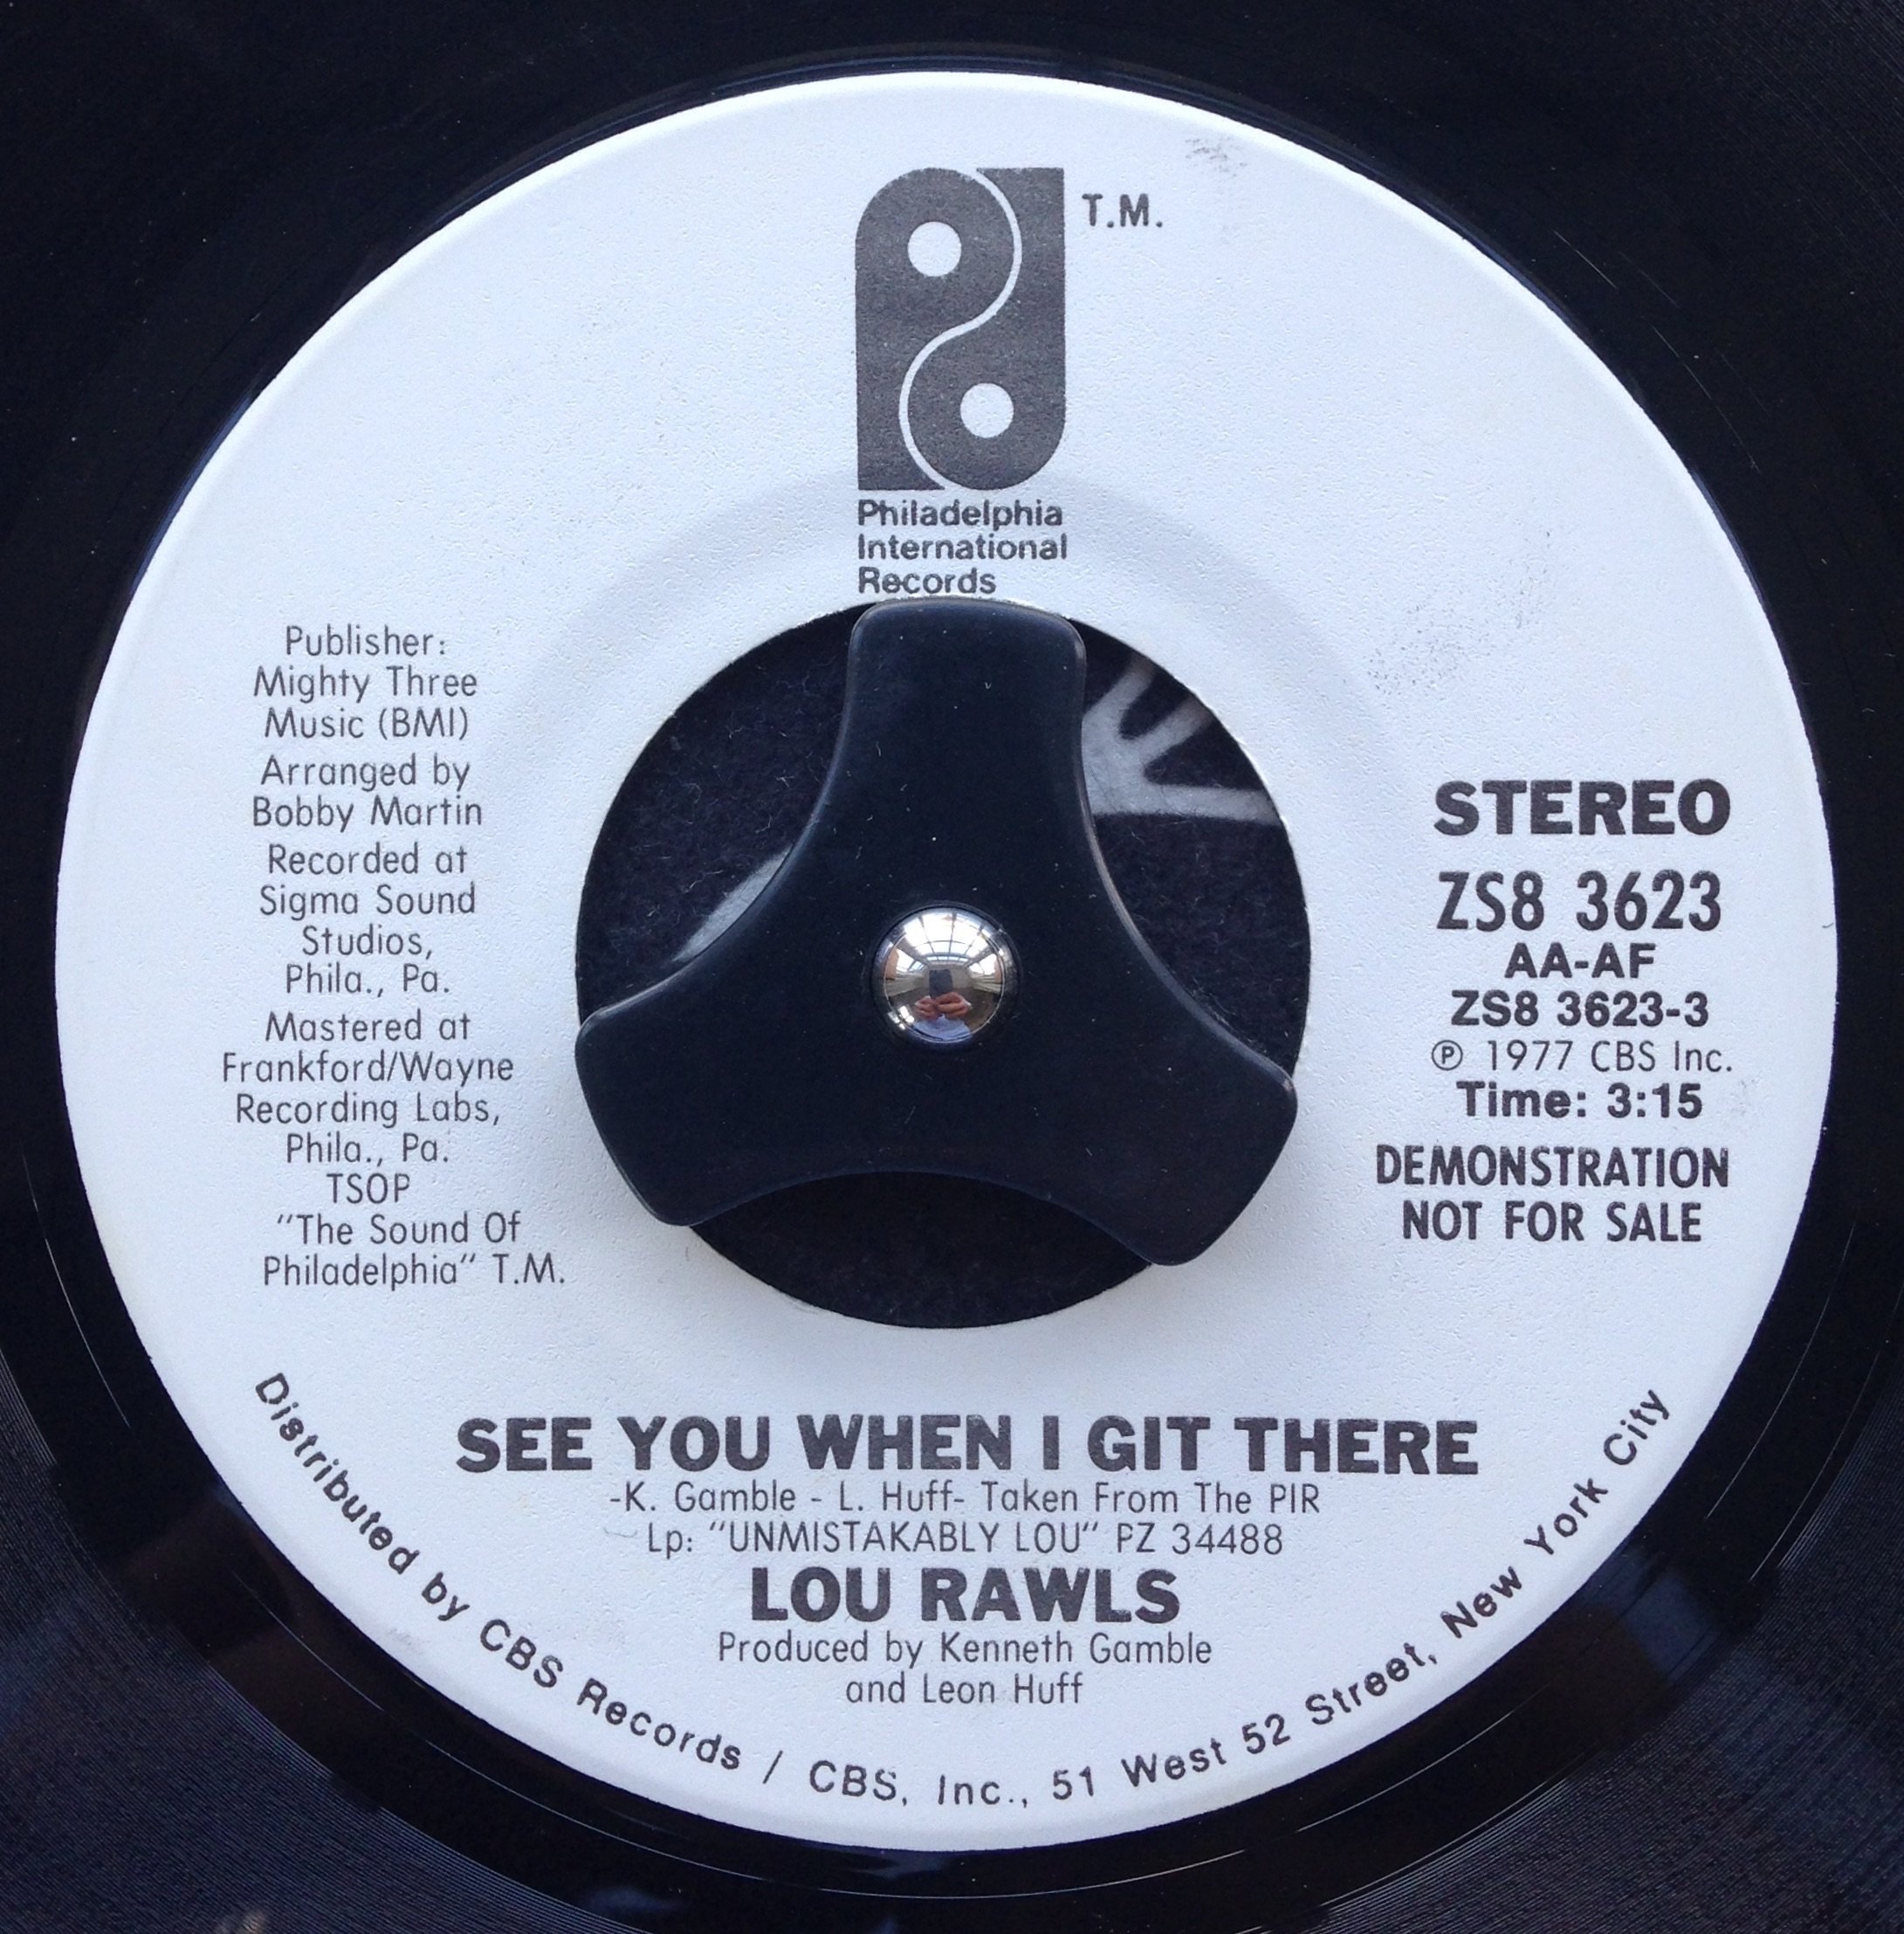 T.M.
Philadelphia
International
Records
Publisher:
Mighty Three
Music (BMI)
Arranged by
Bobby Martin
Recorded at
Sigma Sound
Studios,
Phila., Pa.
Mastered at
Frankford/Wayne
Recording Labs,
Phila., Pa.
TSOP
"The Sound Of
Philadelphia" T.M.
STEREO
ZS8 3623
AA-AF
ZS8 3623-3
℗ 1977 CBS Inc.
Time: 3:15
DEMONSTRATION
NOT FOR SALE
SEE YOU WHEN I GIT THERE
-K. Gamble - L. Huff- Taken From The PIR
Lp: "UNMISTAKABLY LOU" PZ 34488
LOU RAWLS
Produced by Kenneth Gamble
and Leon Huff
Distributed by CBS Records / CBS, Inc., 51 West 52 Street, New York City